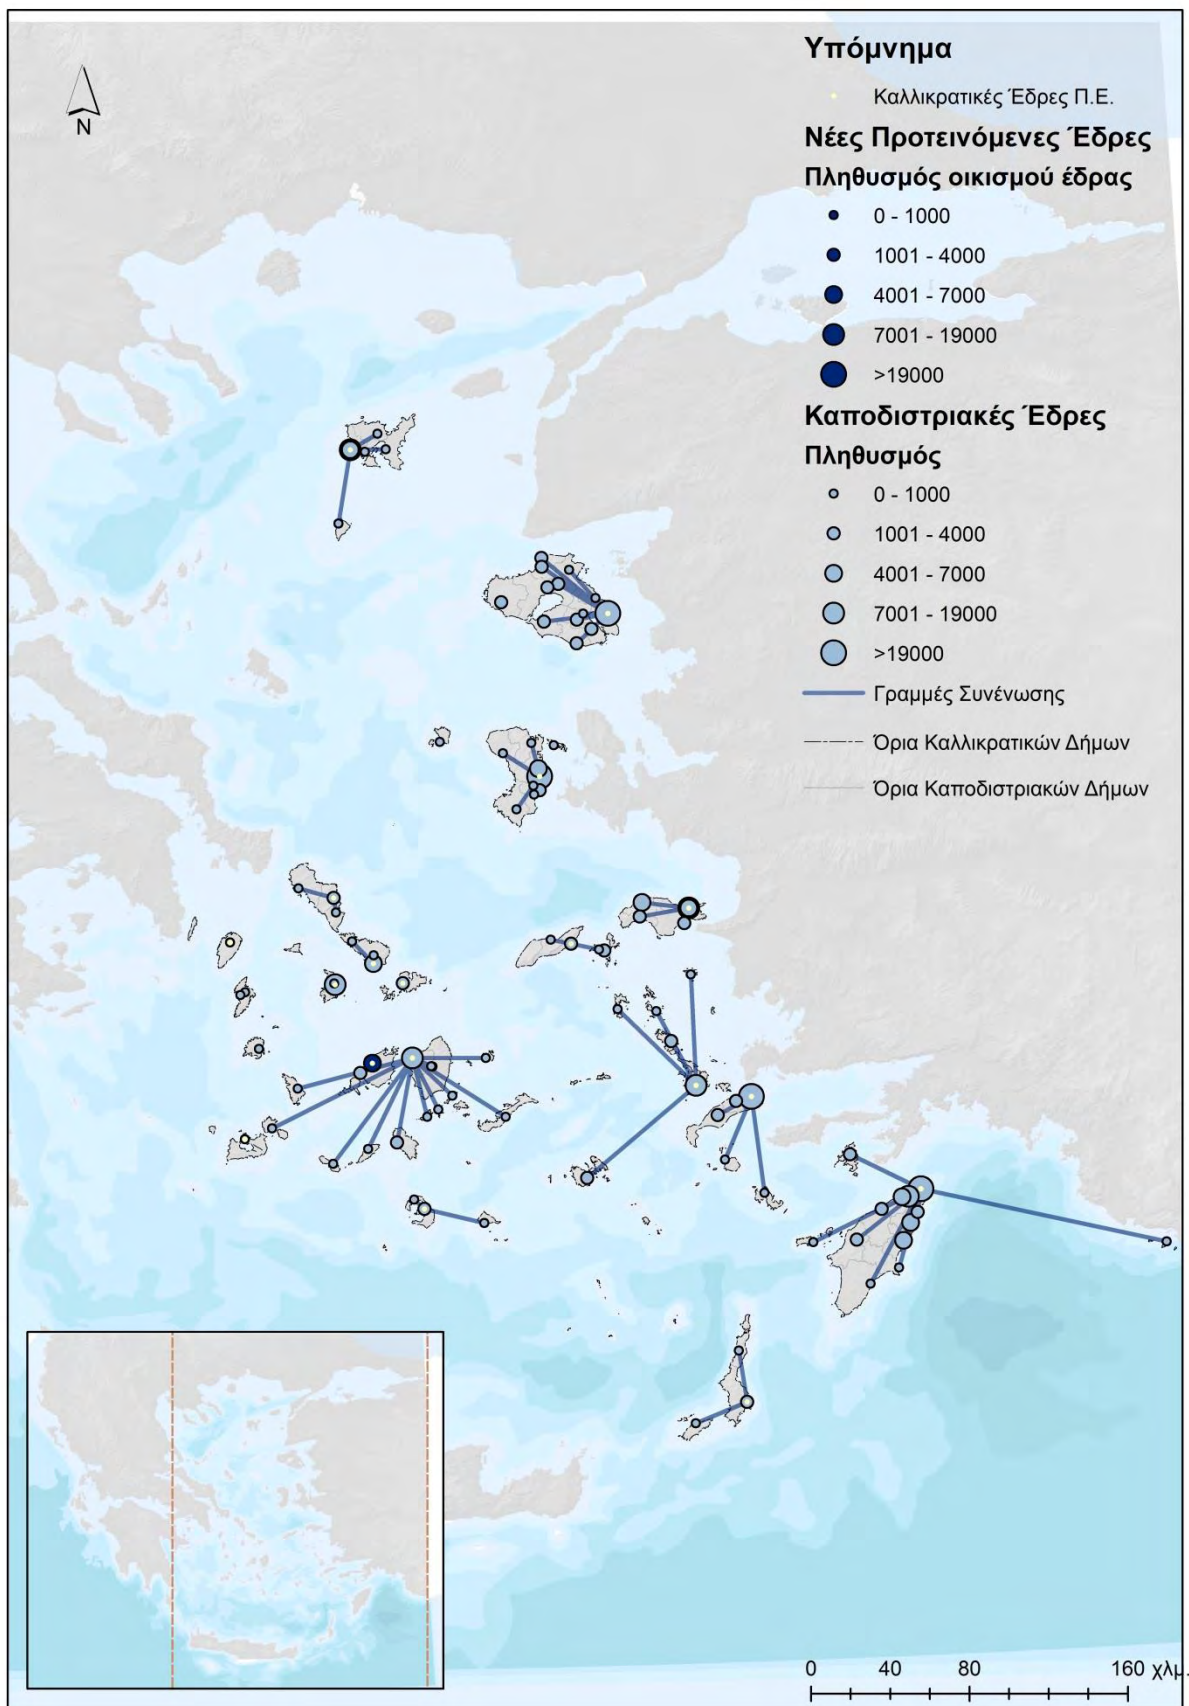 N
Υπόμνημα
Καλλικρατικές Έδρες Π.Ε.
Νέες Προτεινόμενες Έδρες
Πληθυσμός οικισμού έδρας
0 - 1000
1001 - 4000
4001 - 7000
7001 - 19000
>19000
Καποδιστριακές Έδρες
Πληθυσμός
0 - 1000
1001 - 4000
4001 - 7000
7001 - 19000
>19000
Γραμμές Συνένωσης
Όρια Καλλικρατικών Δήμων
Όρια Καποδιστριακών Δήμων
0 40 80 160 χλμ.